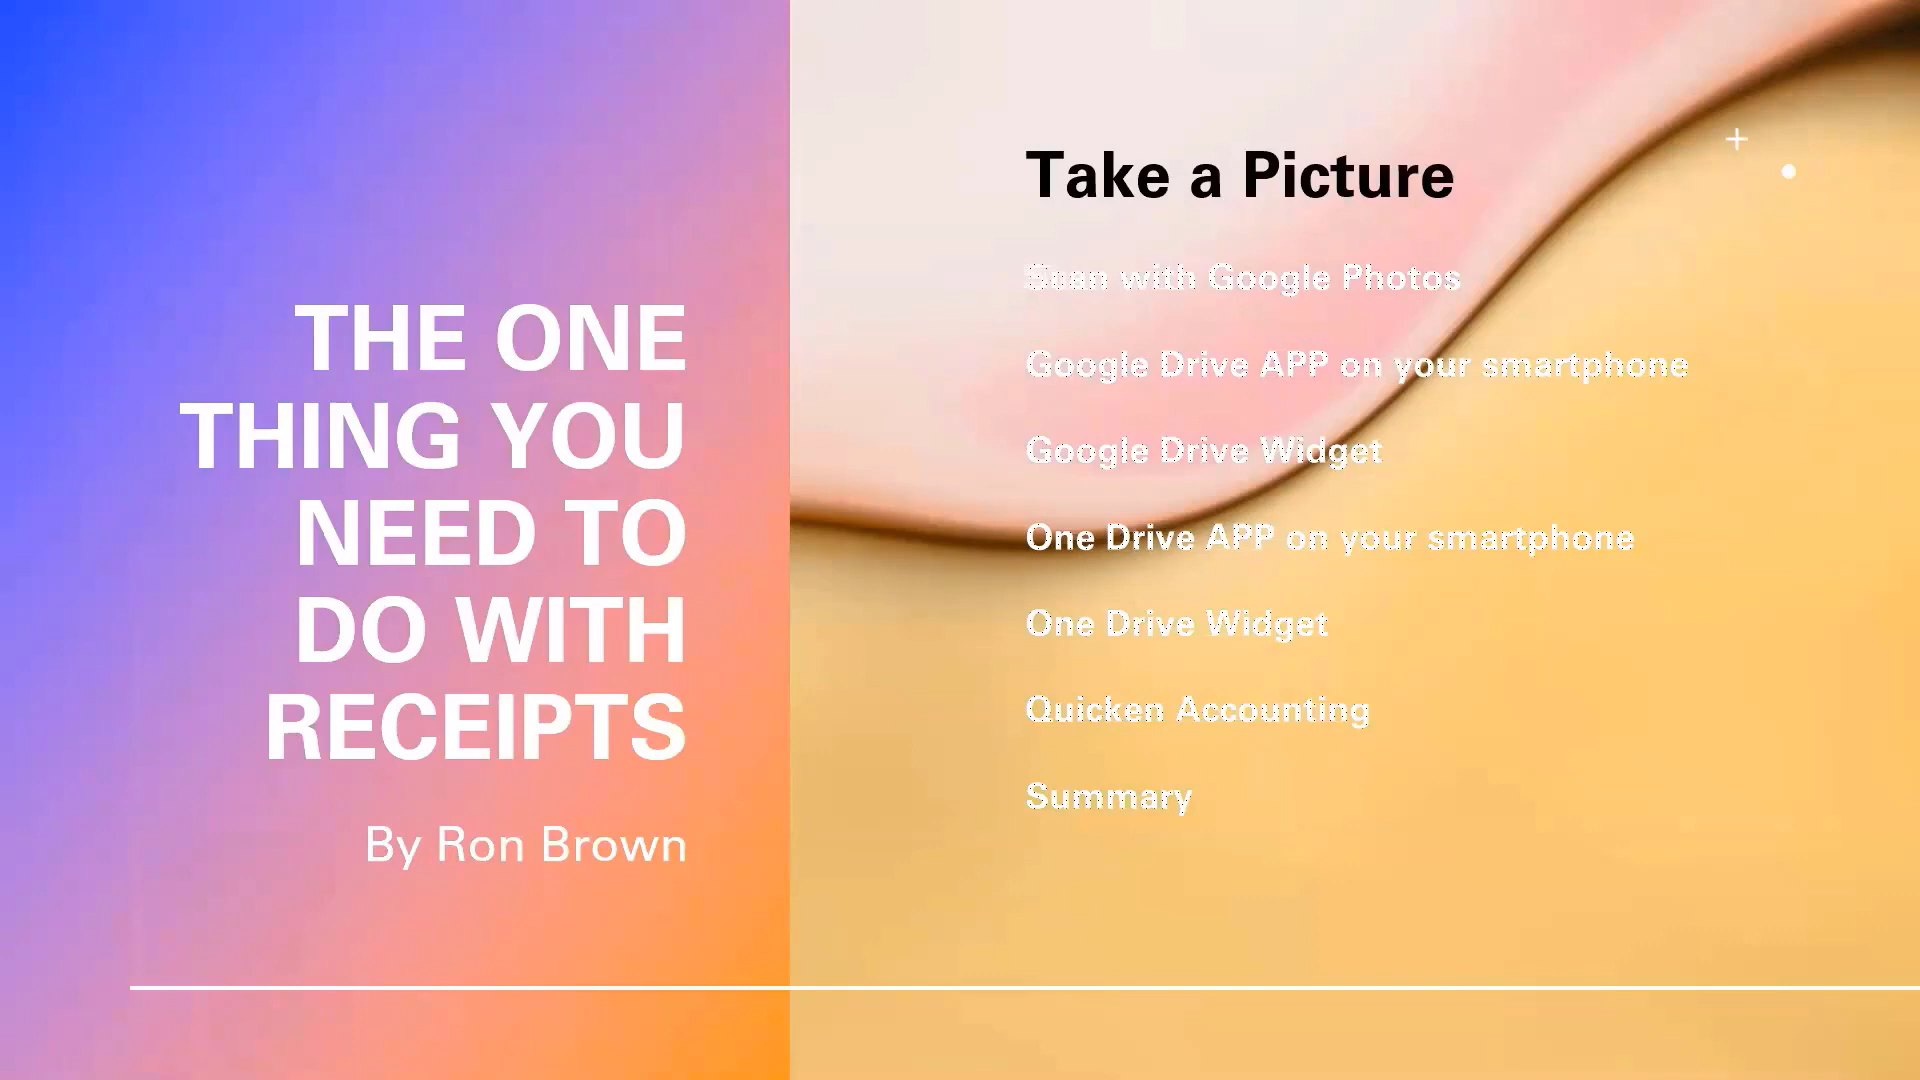 THE ONE
THING YOU
NEED TO
DO WITH
RECEIPTS
By Ron Brown
Take a Picture
Scan with Google Photos
Google Drive APP on your smartphone
Google Drive Widget
One Drive APP on your smartphone
One Drive Widget
Quicken Accounting
Summary